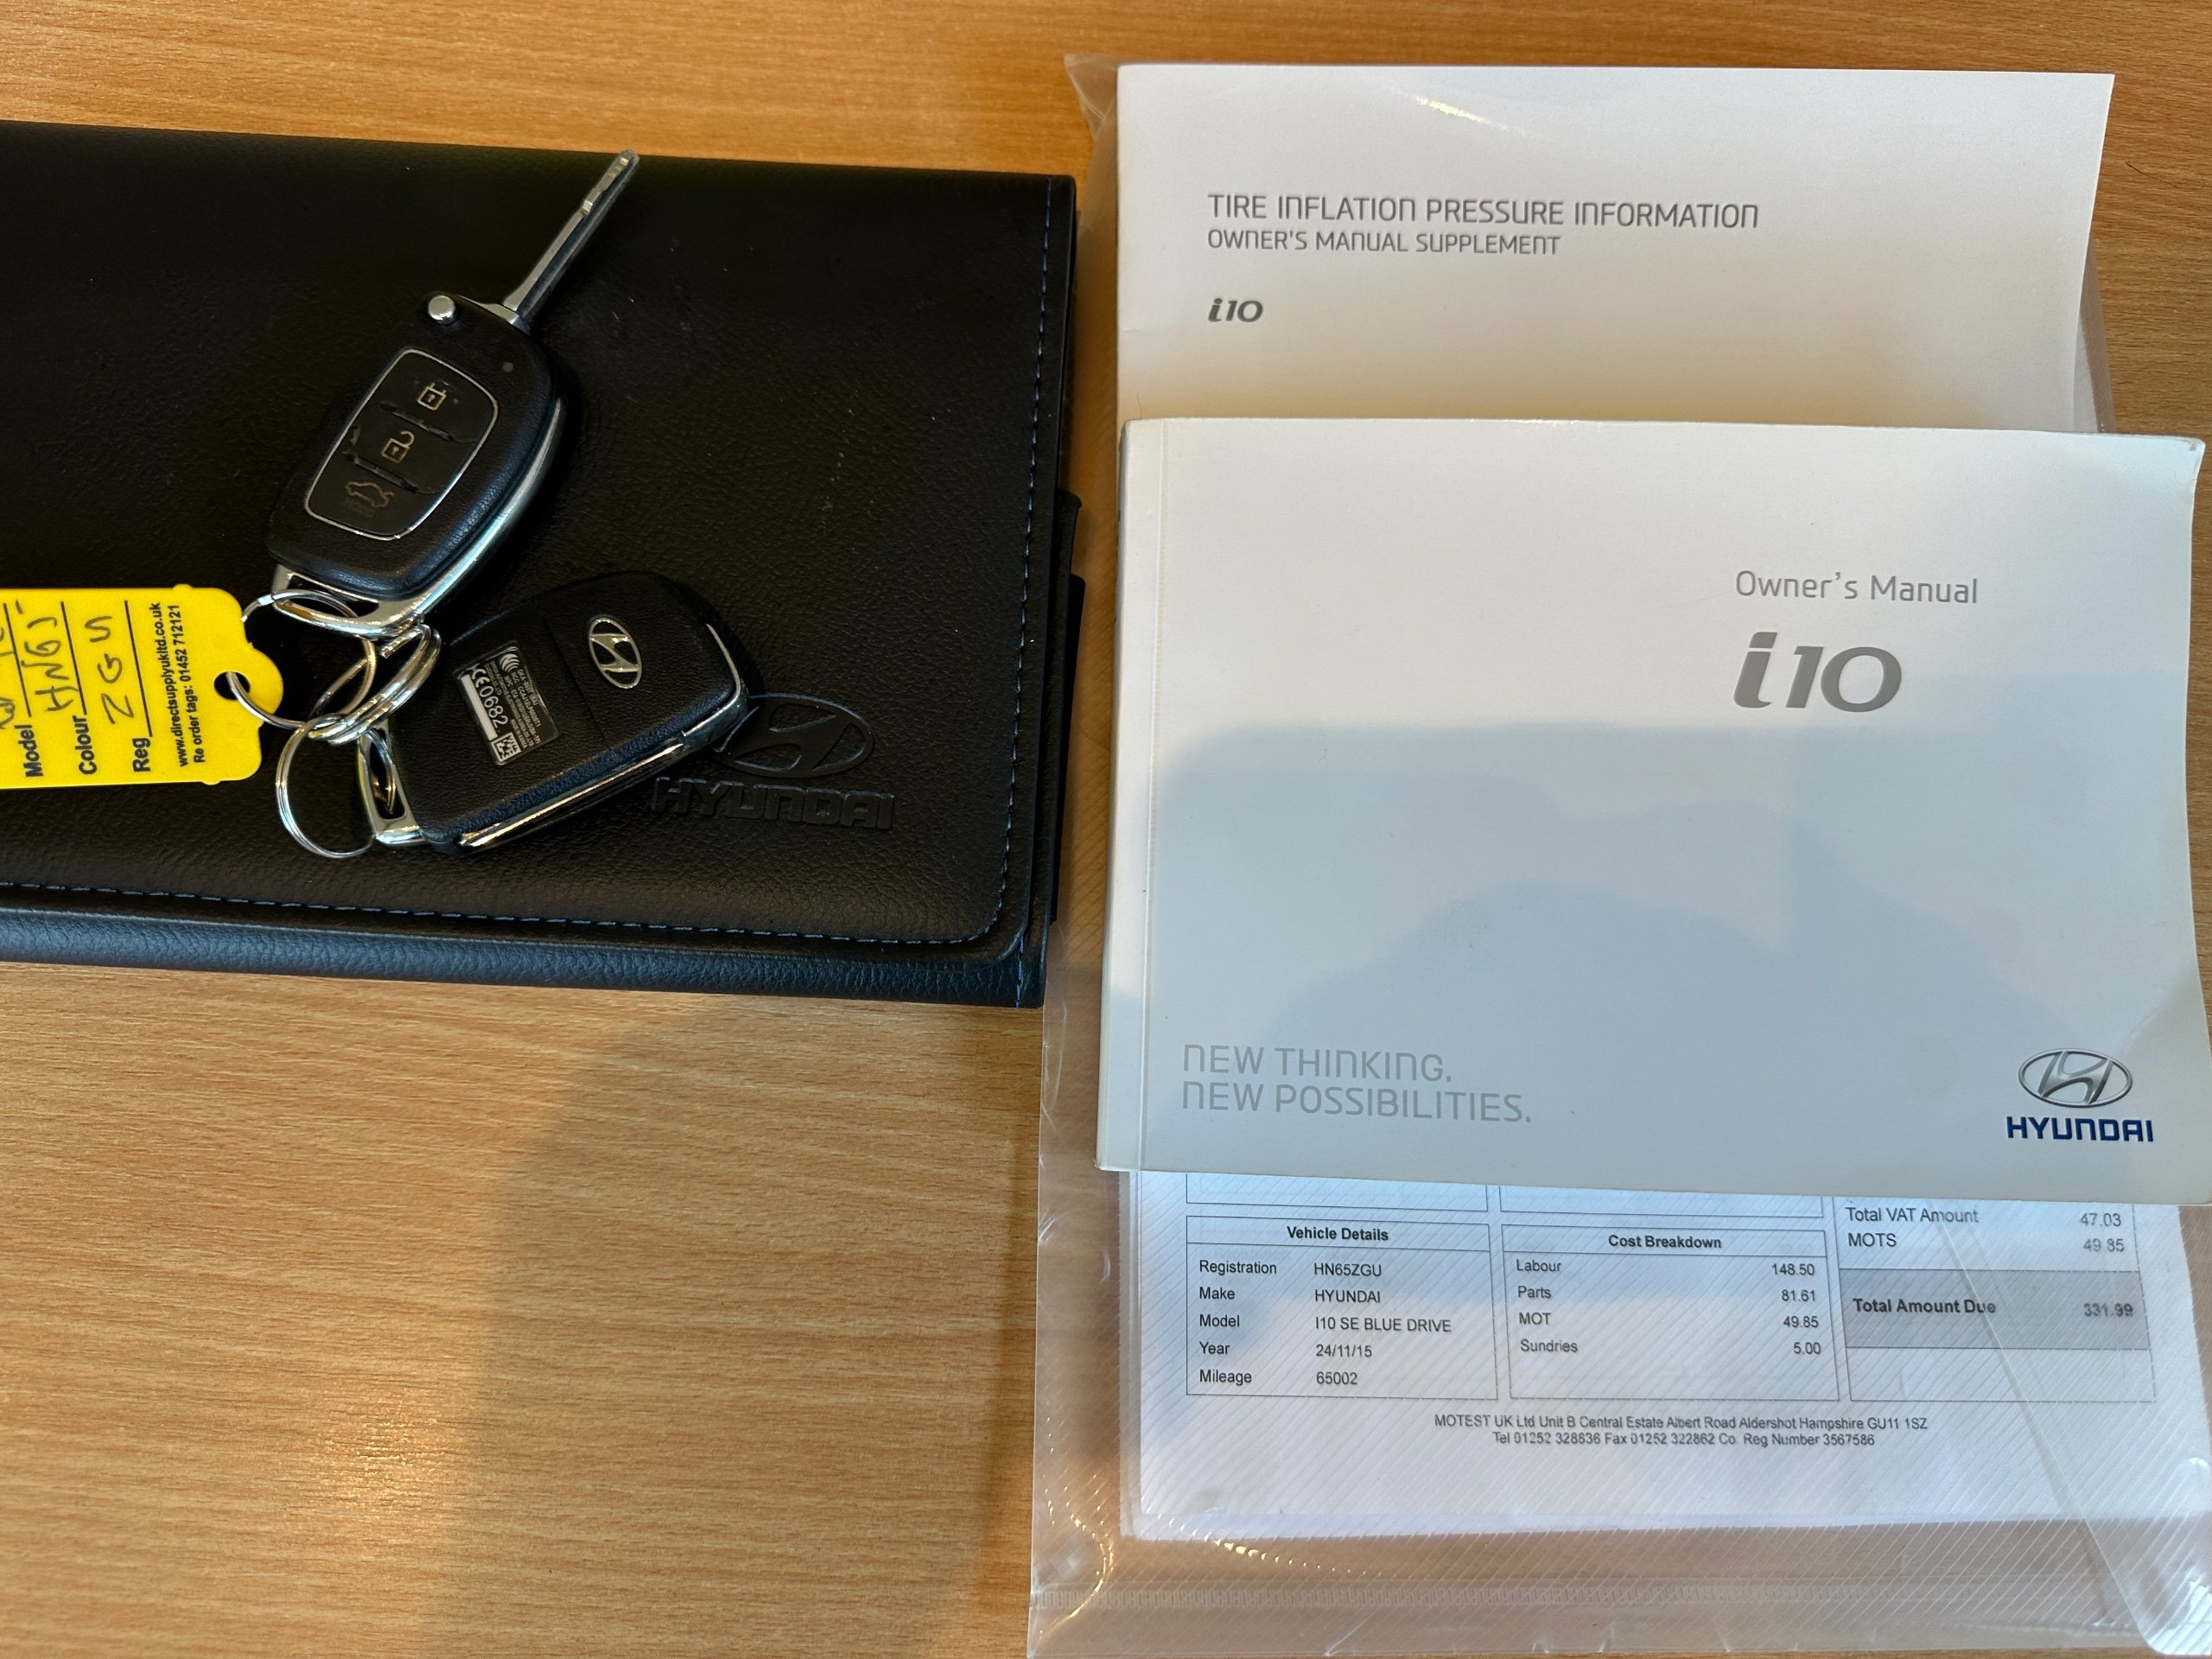 TIRE INFLATION PRESSURE INFORMATION
OWNER'S MANUAL SUPPLEMENT
i10
Owner's Manual
i10
NEW THINKING.
NEW POSSIBILITIES.
HYUNDAI
HYUNDAI
CE0682
Model
Colour
Reg
ZGU
www.directsupplyukltd.co.uk
Re order tags: 01452 712121
Vehicle Details
Registration HN65ZGU
Make HYUNDAI
Model I10 SE BLUE DRIVE
Year 24/11/15
Mileage 65002
Cost Breakdown
Labour 148.50
Parts 81.61
MOT 49.85
Sundries 5.00
Total VAT Amount 47.03
MOTS 49.85
Total Amount Due 331.99
MOTEST UK Ltd Unit B Central Estate Albert Road Aldershot Hampshire GU11 1SZ
Tel 01252 328836 Fax 01252 322862 Co Reg Number 3567586